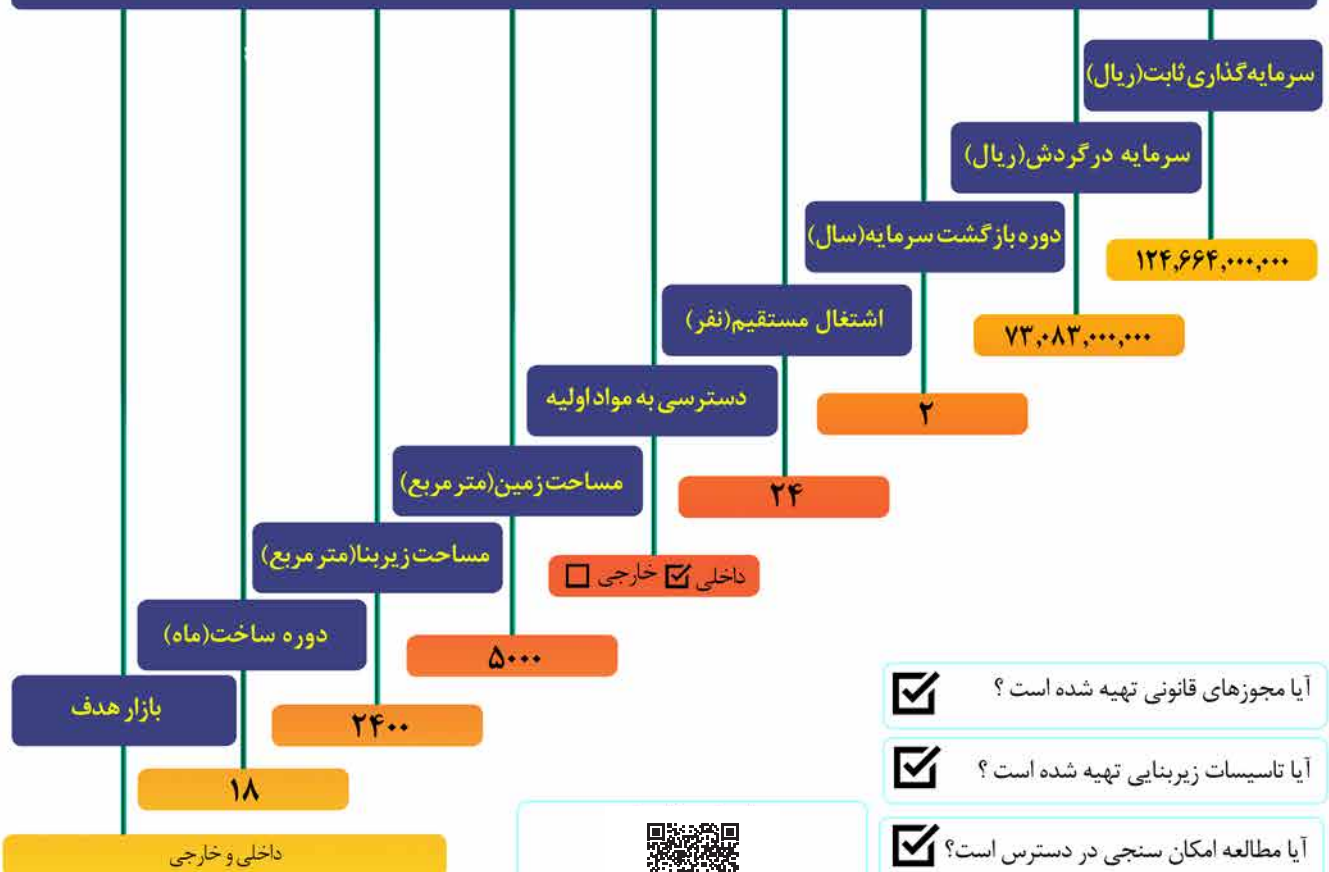 سرمایه‌گذاری ثابت(ریال)
۱۲۴,۶۶۴,۰۰۰,۰۰۰
سرمایه در گردش(ریال)
۷۳,۰۸۳,۰۰۰,۰۰۰
دوره بازگشت سرمایه(سال)
۲
اشتغال مستقیم(نفر)
۲۴
دسترسی به مواد اولیه
داخلی ☑ خارجی ☐
مساحت زمین(متر مربع)
۵۰۰۰
مساحت زیربنا(متر مربع)
۲۴۰۰
دوره ساخت(ماه)
۱۸
بازار هدف
داخلی و خارجی
آیا مجوزهای قانونی تهیه شده است ؟ ☑
آیا تاسیسات زیربنایی تهیه شده است ؟ ☑
آیا مطالعه امکان سنجی در دسترس است؟ ☑